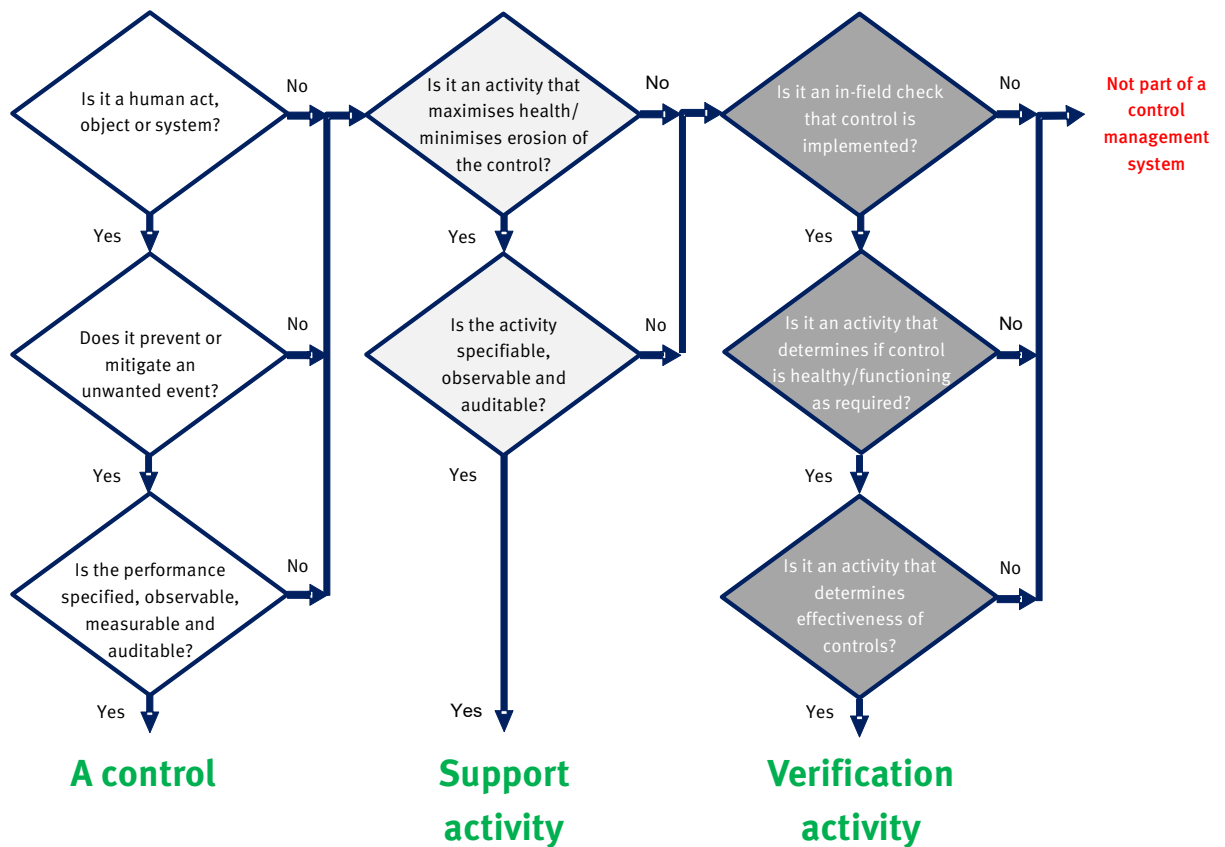 Is it a human act,
object or system?
No
Yes
Does it prevent or
mitigate an
unwanted event?
No
Yes
Is the performance
specified, observable,
measurable and
auditable?
No
Yes
A control
Is it an activity that
maximises health/
minimises erosion of
the control?
No
Yes
Is the activity
specifiable,
observable and
auditable?
No
Yes
Yes
Support
activity
Is it an in-field check
that control is
implemented?
No
Yes
Is it an activity that
determines if control
is healthy/functioning
as required?
No
Yes
Is it an activity that
determines
effectiveness of
controls?
No
Yes
Verification
activity
Not part of a
control
management
system